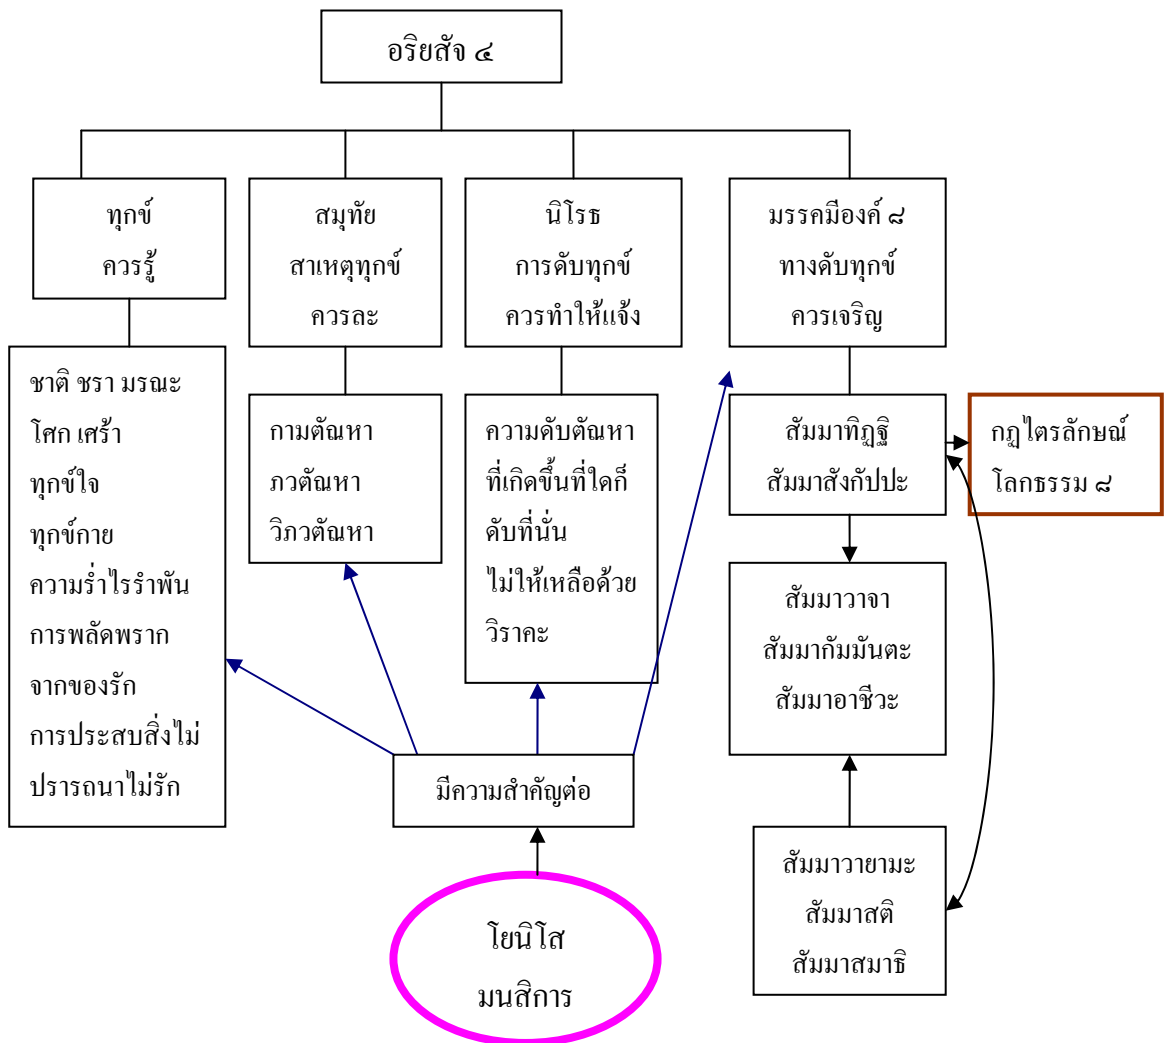 อริยสัจ ๔
ทุกข์
ควรรู้
สมุทัย
สาเหตุทุกข์
ควรละ
นิโรธ
การดับทุกข์
ควรทำให้แจ้ง
มรรคมีองค์ ๘
ทางดับทุกข์
ควรเจริญ
ชาติ ชรา มรณะ
โศก เศร้า
ทุกข์ใจ
ทุกข์กาย
ความร่ำไรรำพัน
การพลัดพราก
จากของรัก
การประสบสิ่งไม่
ปรารถนาไม่รัก
กามตัณหา
ภวตัณหา
วิภวตัณหา
ความดับตัณหา
ที่เกิดขึ้นที่ใดก็
ดับที่นั่น
ไม่ให้เหลือด้วย
วิราคะ
สัมมาทิฏฐิ
สัมมาสังกัปปะ
กฏไตรลักษณ์
โลกธรรม ๘
สัมมาวาจา
สัมมากัมมันตะ
สัมมาอาชีวะ
มีความสำคัญต่อ
สัมมาวายามะ
สัมมาสติ
สัมมาสมาธิ
โยนิโส
มนสิการ